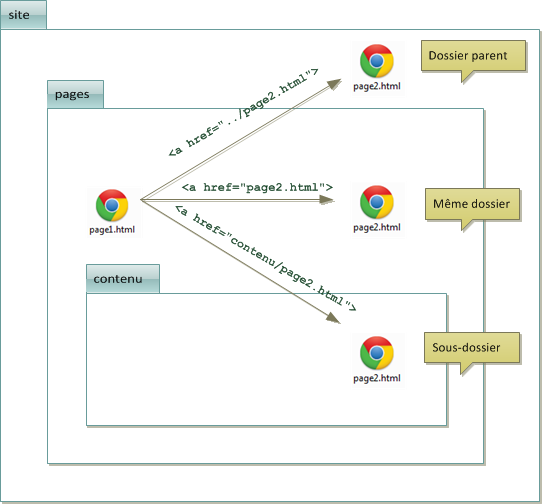 site
page2.html
Dossier parent
pages
<a href="../page2.html">
page1.html
<a href="page2.html">
page2.html
Même dossier
<a href="contenu/page2.html">
contenu
page2.html
Sous-dossier